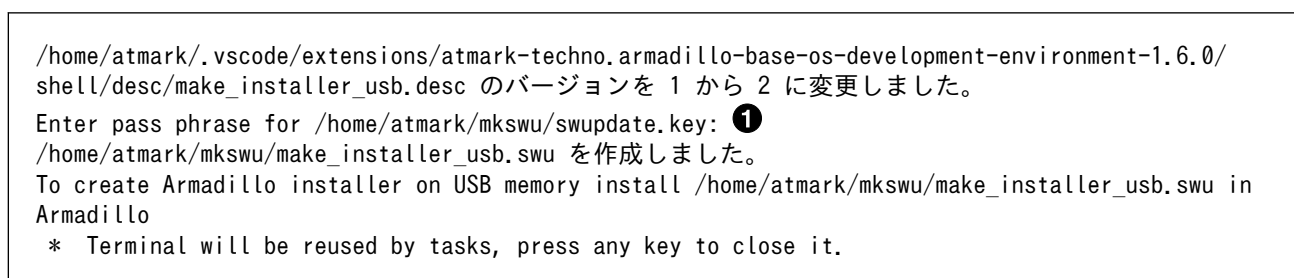 /home/atmark/.vscode/extensions/atmark-techno.armadillo-base-os-development-environment-1.6.0/
shell/desc/make_installer_usb.desc のバージョンを 1 から 2 に変更しました。
Enter pass phrase for /home/atmark/mkswu/swupdate.key: ❶
/home/atmark/mkswu/make_installer_usb.swu を作成しました。
To create Armadillo installer on USB memory install /home/atmark/mkswu/make_installer_usb.swu in
Armadillo
* Terminal will be reused by tasks, press any key to close it.